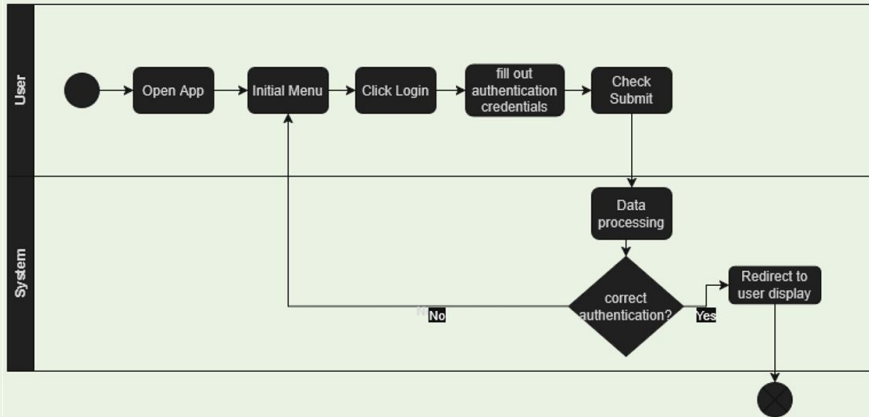 User
Open App
Initial Menu
Click Login
fill out
authentication
credentials
Check
Submit
System
Data
processing
correct
authentication?
No
Yes
Redirect to
user display